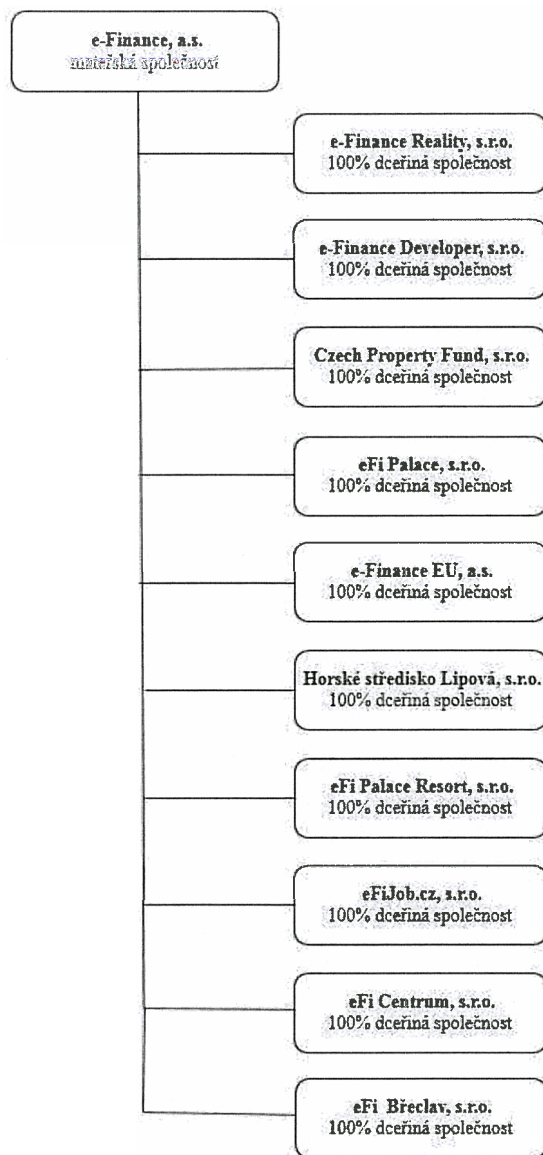 e-Finance, a.s.
mateřská společnost
e-Finance Reality, s.r.o.
100% dceřiná společnost
e-Finance Developer, s.r.o.
100% dceřiná společnost
Czech Property Fund, s.r.o.
100% dceřiná společnost
eFi Palace, s.r.o.
100% dceřiná společnost
e-Finance EU, a.s.
100% dceřiná společnost
Horské středisko Lipová, s.r.o.
100% dceřiná společnost
eFi Palace Resort, s.r.o.
100% dceřiná společnost
eFiJob.cz, s.r.o.
100% dceřiná společnost
eFi Centrum, s.r.o.
100% dceřiná společnost
eFi Břeclav, s.r.o.
100% dceřiná společnost